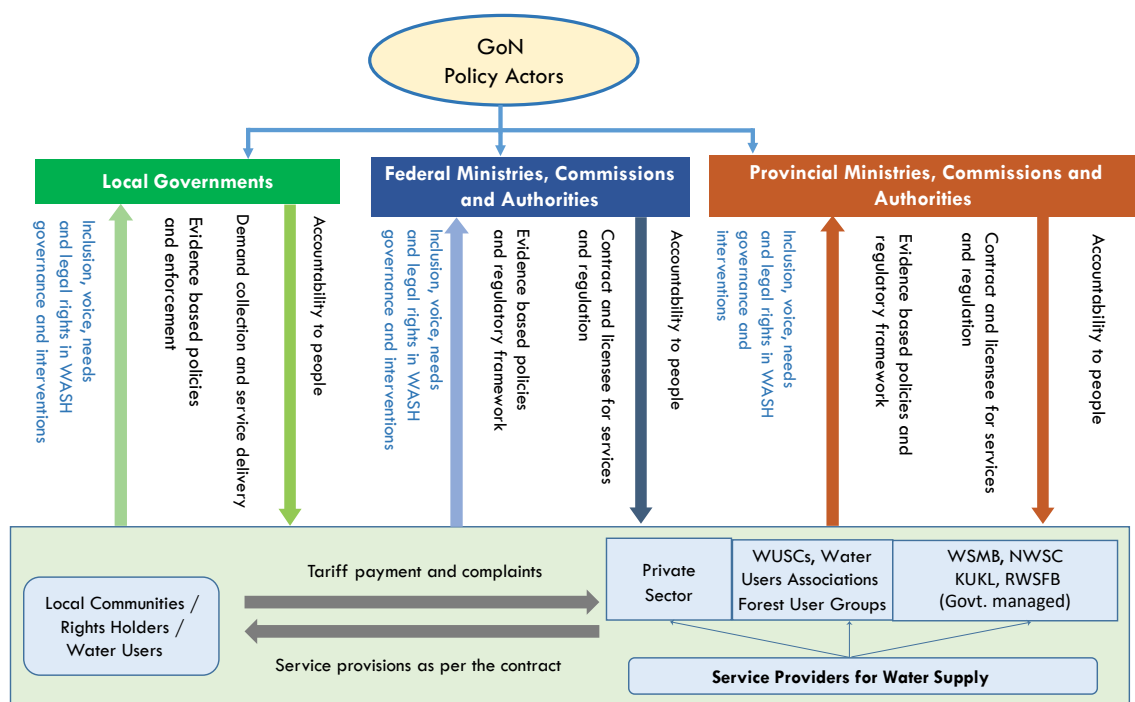 GoN
Policy Actors
Local Governments
Federal Ministries, Commissions
and Authorities
Provincial Ministries, Commissions and
Authorities
Inclusion, voice, needs
and legal rights in WASH
governance and interventions
Evidence based policies
and enforcement
Demand collection and service delivery
Accountability to people
Inclusion, voice, needs
and legal rights in WASH
governance and interventions
Evidence based policies
and regulatory framework
Contract and licensee for services
and regulation
Accountability to people
Inclusion, voice, needs
and legal rights in WASH
governance and
interventions
Evidence based policies and
regulatory framework
Contract and licensee for services
and regulation
Accountability to people
Local Communities /
Rights Holders /
Water Users
Tariff payment and complaints
Service provisions as per the contract
Private
Sector
WUSCs, Water
Users Associations
Forest User Groups
WSMB, NWSC
KUKL, RWSFB
(Govt. managed)
Service Providers for Water Supply